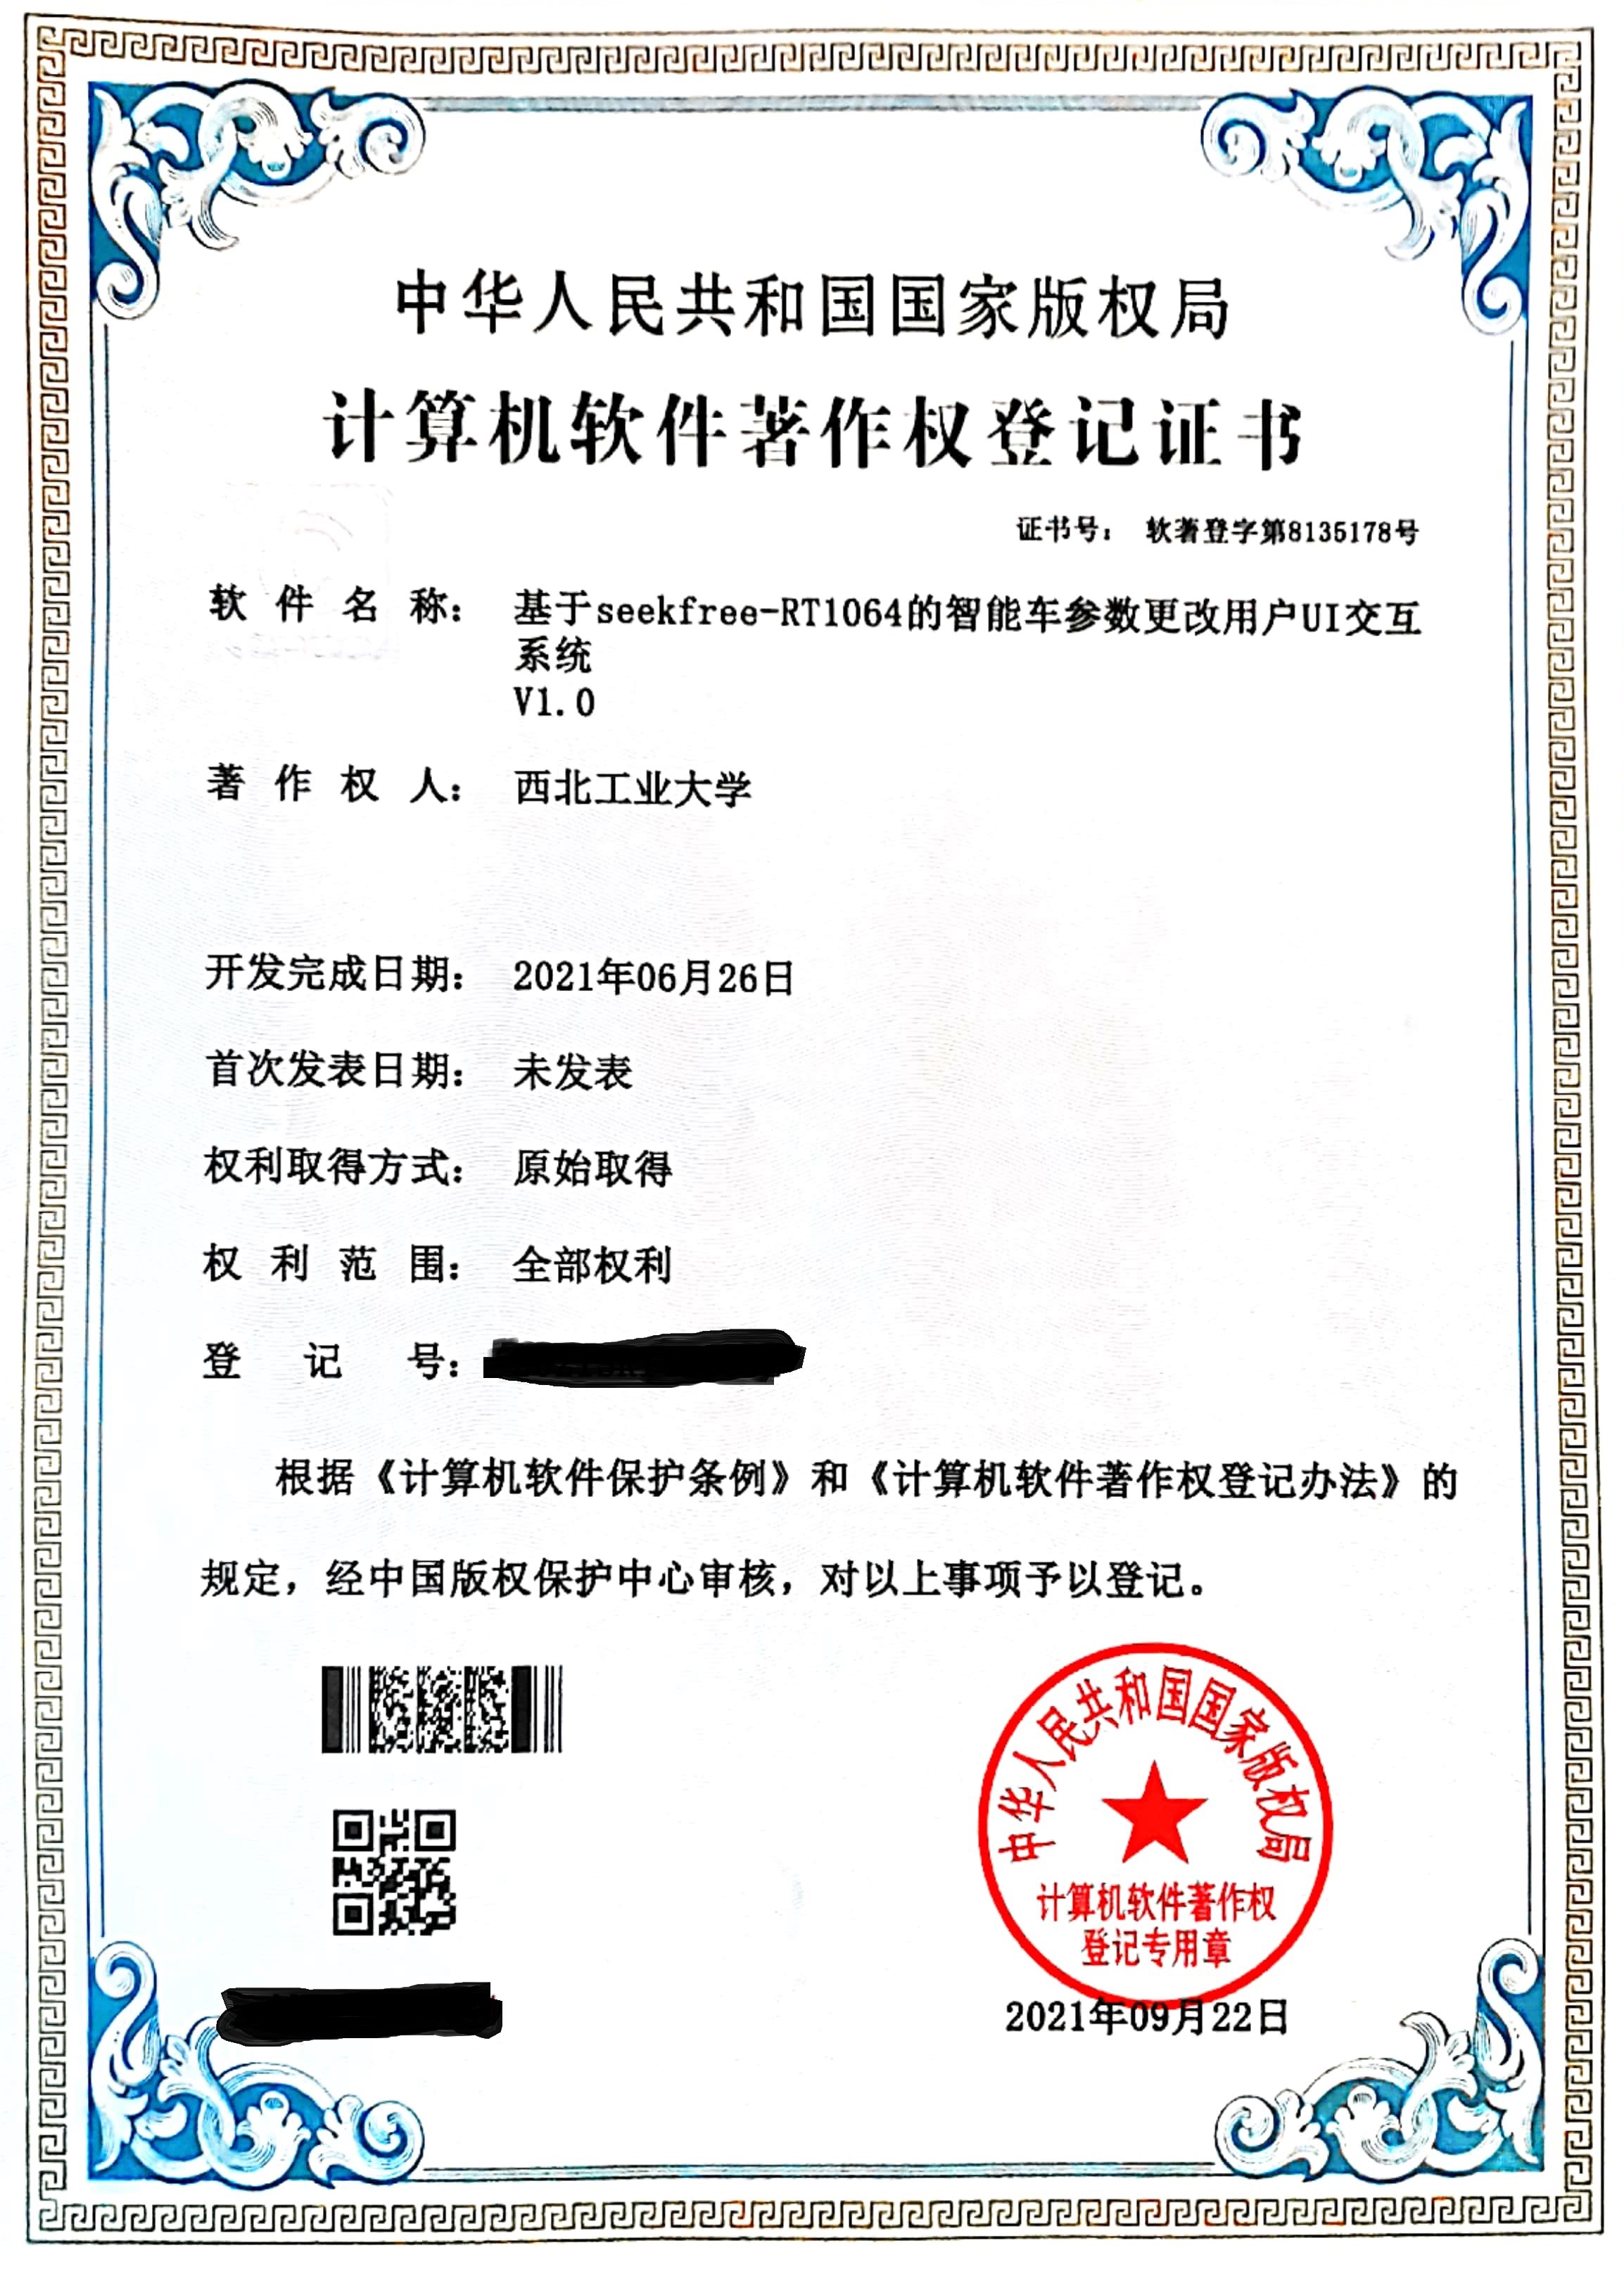 中华人民共和国国家版权局
计算机软件著作权登记证书
证书号： 软著登字第8135178号
软件名称： 基于seekfree-RT1064的智能车参数更改用户UI交互
系统
V1.0
著作权人： 西北工业大学
开发完成日期： 2021年06月26日
首次发表日期： 未发表
权利取得方式： 原始取得
权利范围： 全部权利
登记号：
根据《计算机软件保护条例》和《计算机软件著作权登记办法》的
规定，经中国版权保护中心审核，对以上事项予以登记。
中华人民共和国国家版权局
计算机软件著作权
登记专用章
2021年09月22日